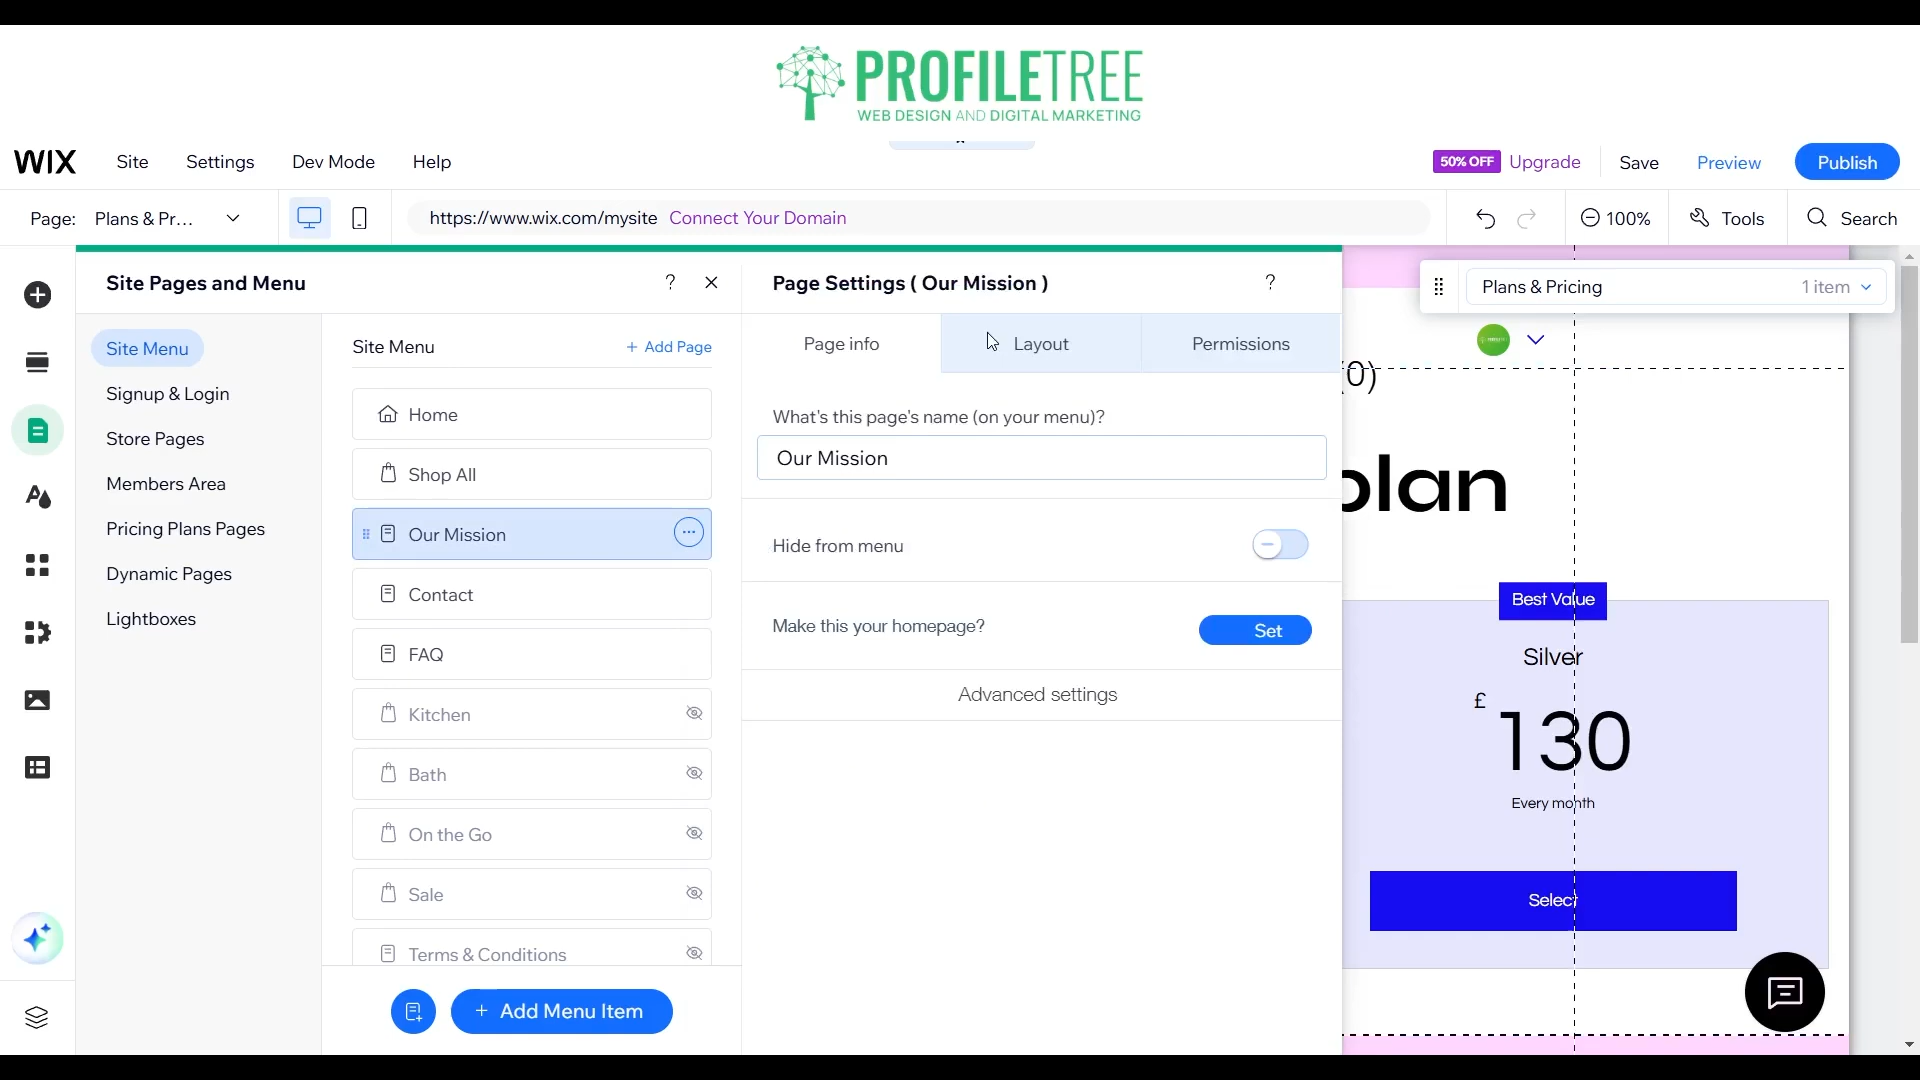 PROFILETREE
WEB DESIGN AND DIGITAL MARKETING
WIX Site Settings Dev Mode Help 50% OFF Upgrade Save Preview Publish
Page: Plans & Pr... https://www.wix.com/mysite Connect Your Domain 100% Tools Search
Site Pages and Menu ?
Site Menu
Signup & Login
Store Pages
Members Area
Pricing Plans Pages
Dynamic Pages
Lightboxes
Site Menu + Add Page
Home
Shop All
Our Mission
Contact
FAQ
Kitchen
Bath
On the Go
Sale
Terms & Conditions
+ Add Menu Item
Page Settings ( Our Mission ) ?
Page info Layout Permissions
What's this page's name (on your menu)?
Our Mission
Hide from menu
Make this your homepage? Set
Advanced settings
Plans & Pricing 1 item
(0)
plan
Best Value
Silver
£
130
Every month
Select